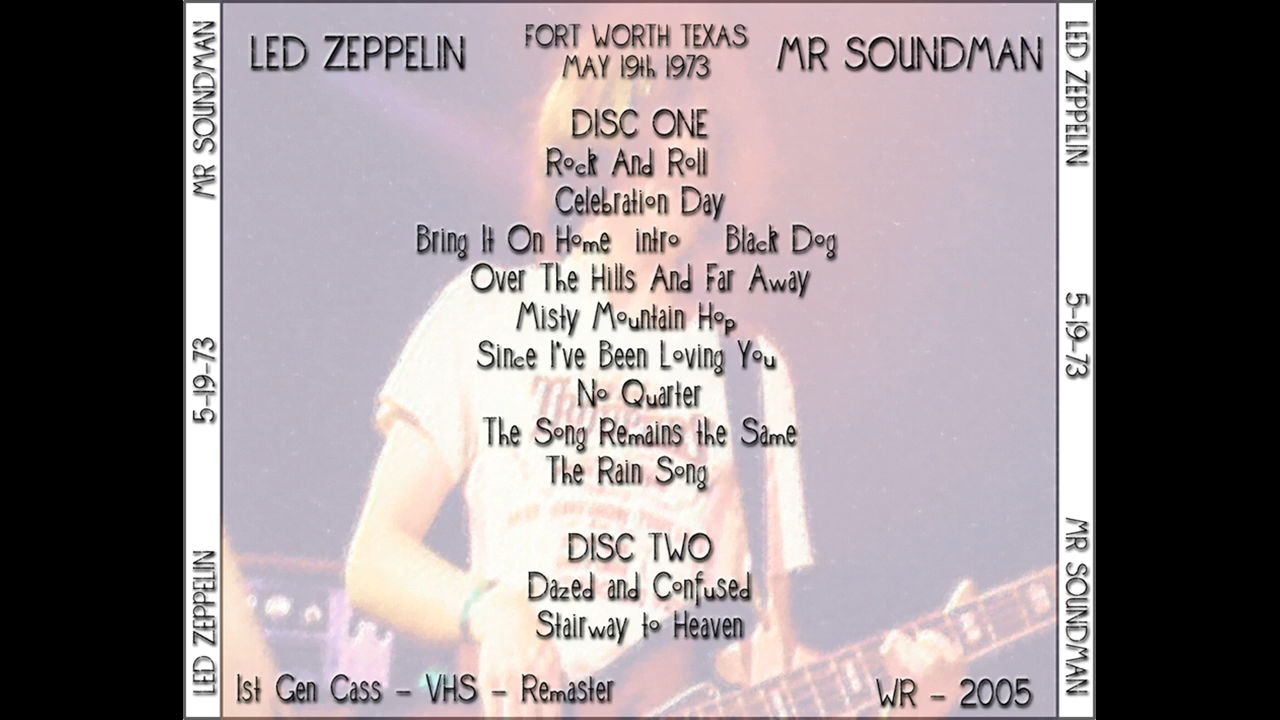 LED ZEPPELIN
FORT WORTH TEXAS
MAY 19th 1973
MR SOUNDMAN
DISC ONE
Rock And Roll
Celebration Day
Bring It On Home intro Black Dog
Over The Hills And Far Away
Misty Mountain Hop
Since I've Been Loving You
No Quarter
The Song Remains the Same
The Rain Song
DISC TWO
Dazed and Confused
Stairway to Heaven
1st Gen Cass – VHS – Remaster
WR – 2005
LED ZEPPELIN
5-19-73
MR SOUNDMAN
LED ZEPPELIN
5-19-73
MR SOUNDMAN